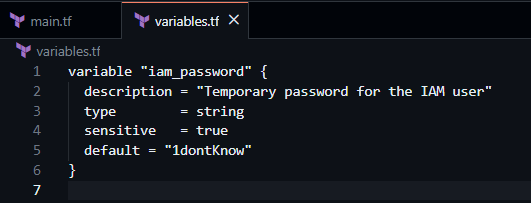 main.tf
variables.tf ×
variables.tf
1 variable "iam_password" {
2   description = "Temporary password for the IAM user"
3   type        = string
4   sensitive   = true
5   default = "1dontKnow"
6 }
7